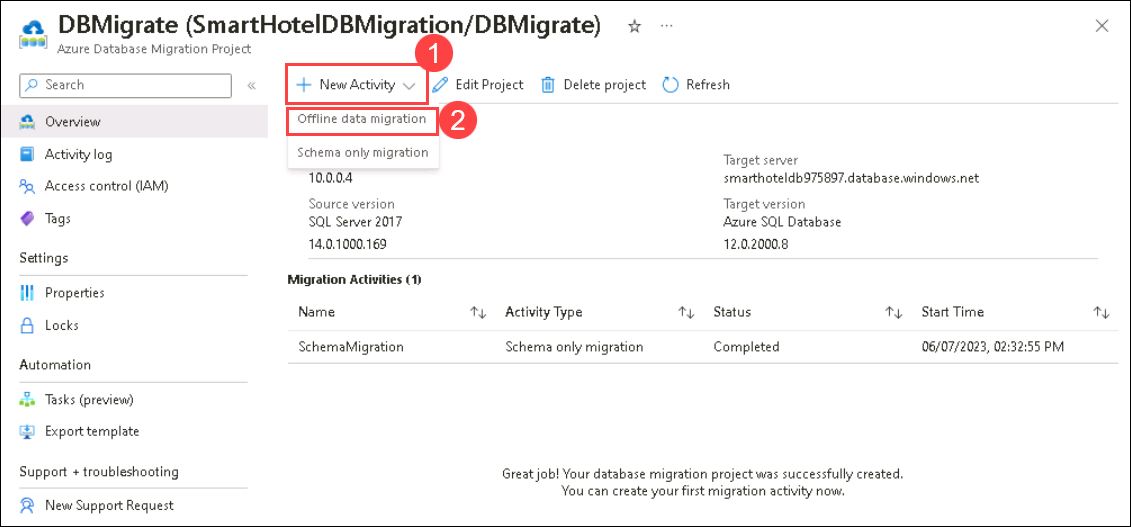 DBMigrate (SmartHotelDBMigration/DBMigrate)
Azure Database Migration Project
Search
Overview
Activity log
Access control (IAM)
Tags
Settings
Properties
Locks
Automation
Tasks (preview)
Export template
Support + troubleshooting
New Support Request
1
New Activity
Edit Project
Delete project
Refresh
Offline data migration
2
Schema only migration
10.0.0.4
Target server
smarthoteldb975897.database.windows.net
Source version
SQL Server 2017
14.0.1000.169
Target version
Azure SQL Database
12.0.2000.8
Migration Activities (1)
Name Activity Type Status Start Time
SchemaMigration Schema only migration Completed 06/07/2023, 02:32:55 PM
Great job! Your database migration project was successfully created.
You can create your first migration activity now.